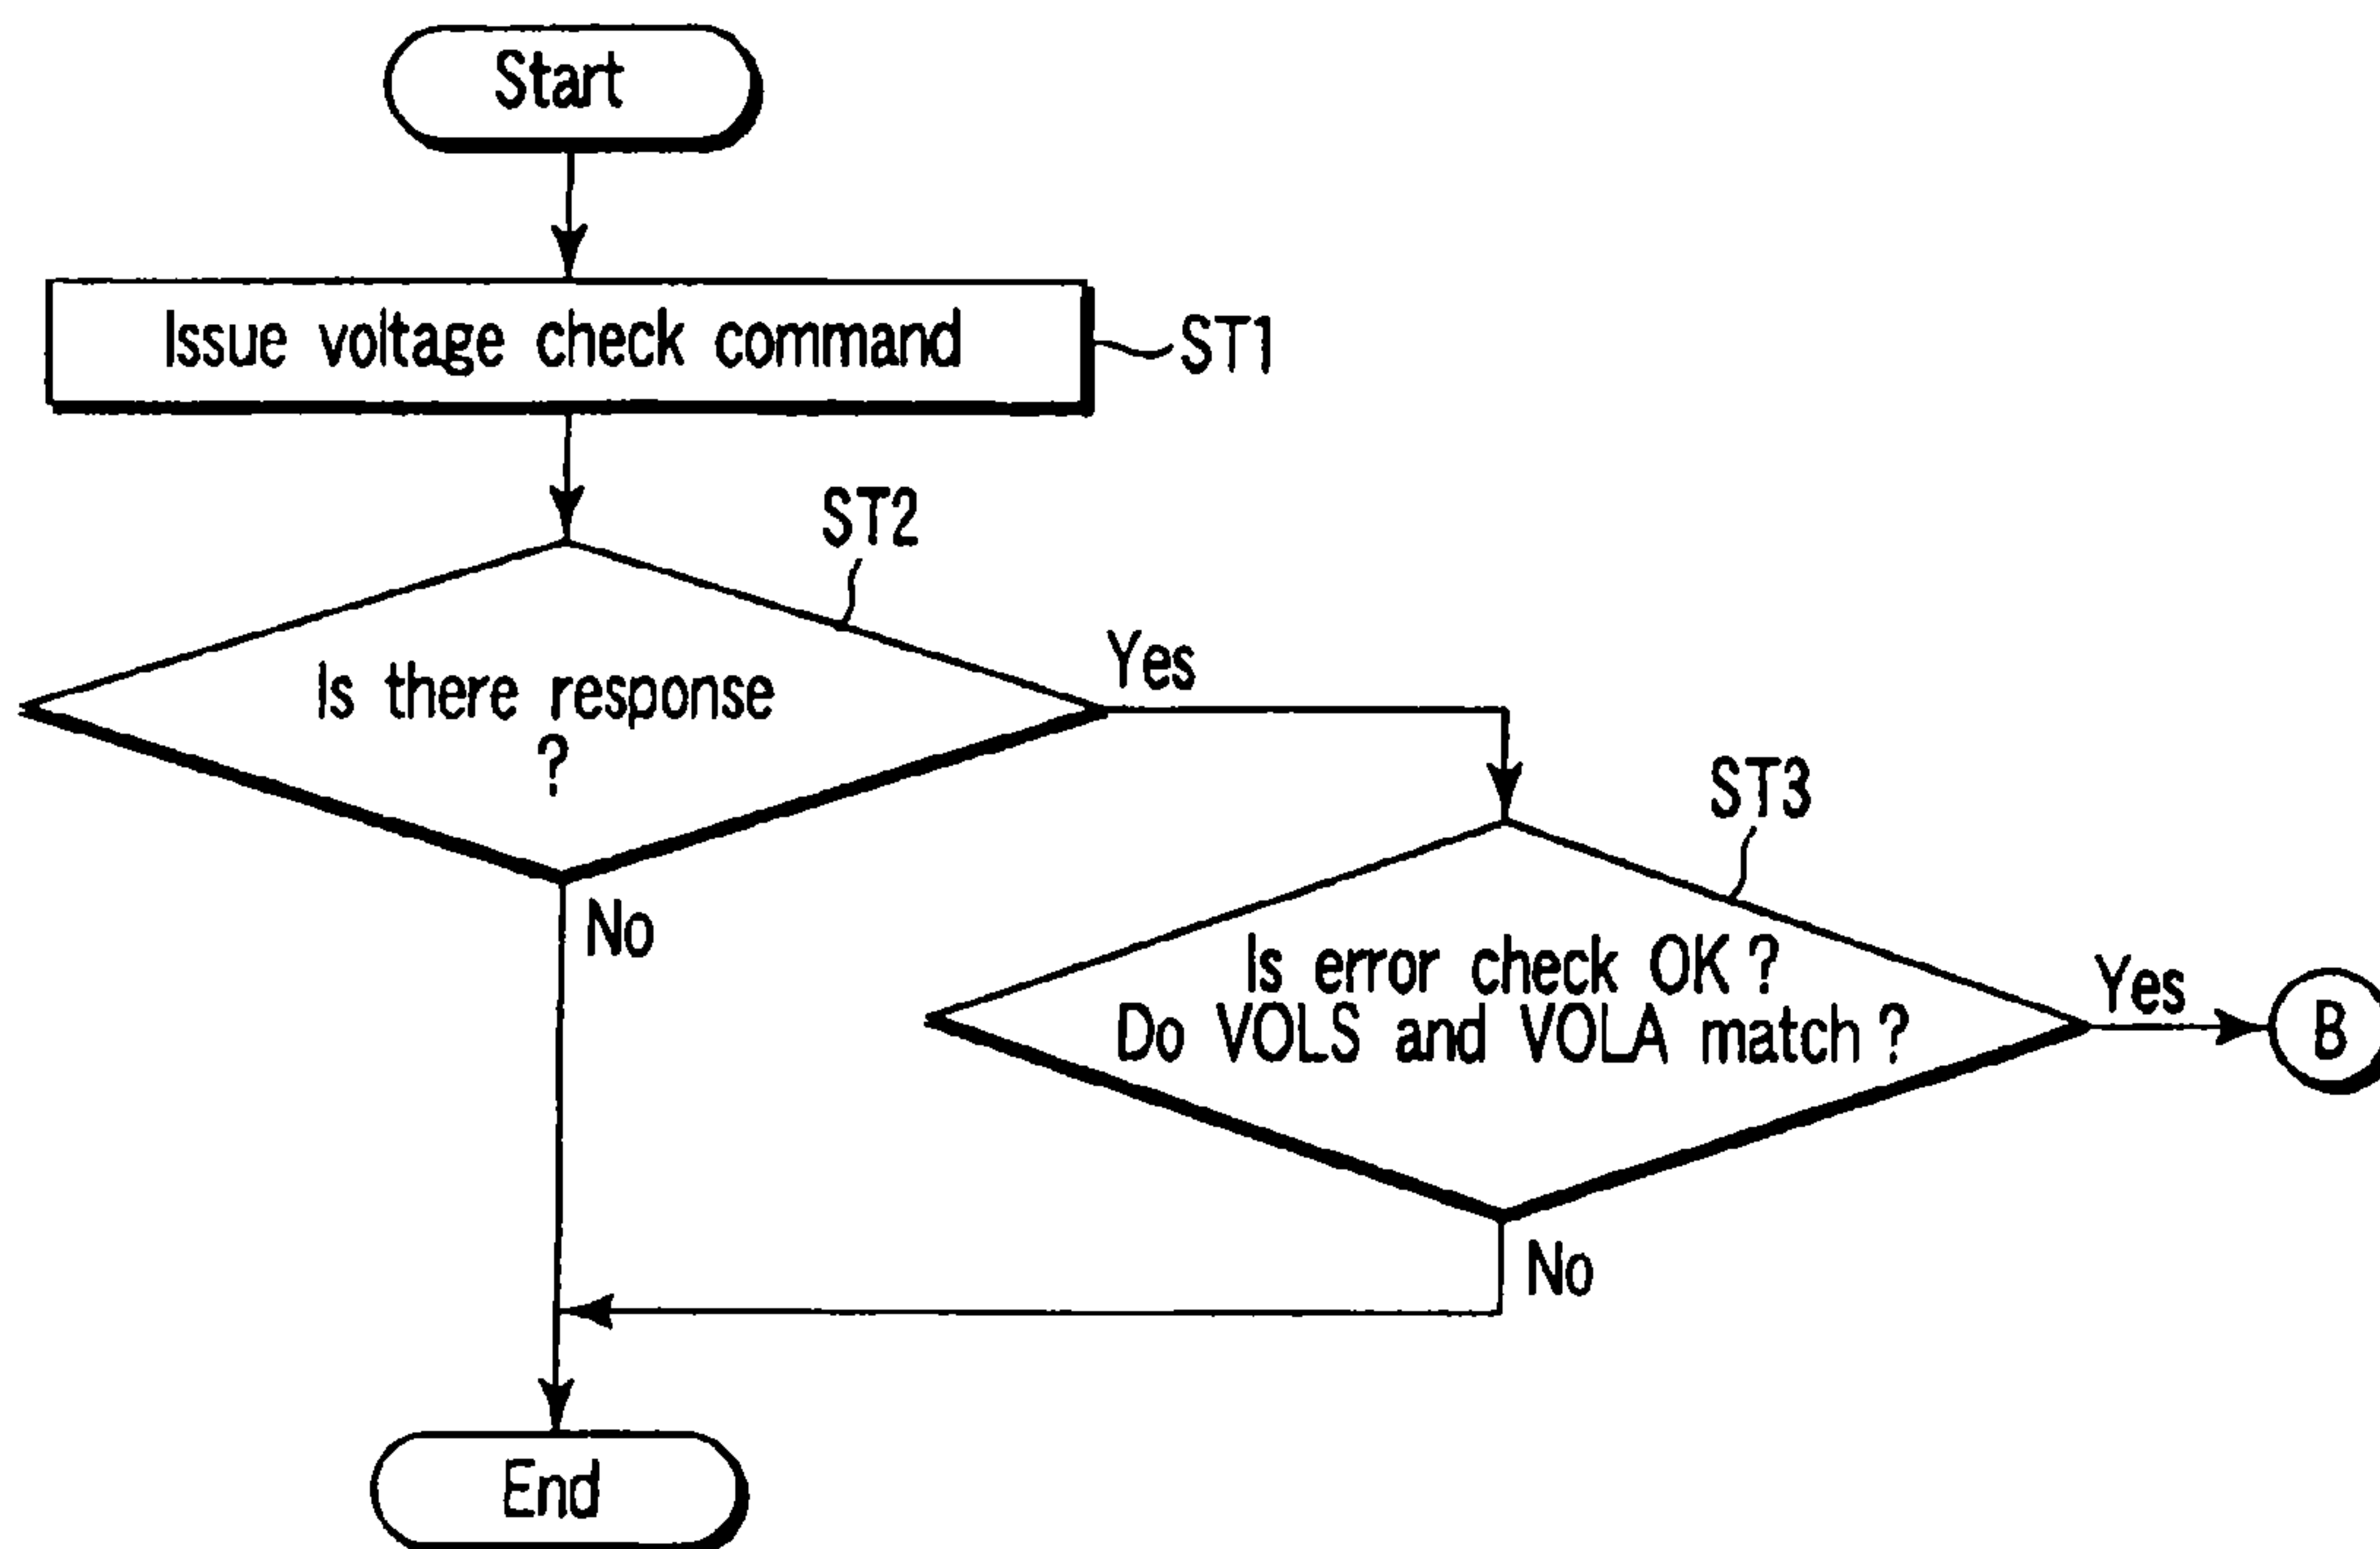 Start
Issue voltage check command
ST1
ST2
Is there response
?
Yes
No
ST3
Is error check OK ?
Do VOLS and VOLA match ?
Yes
B
No
End